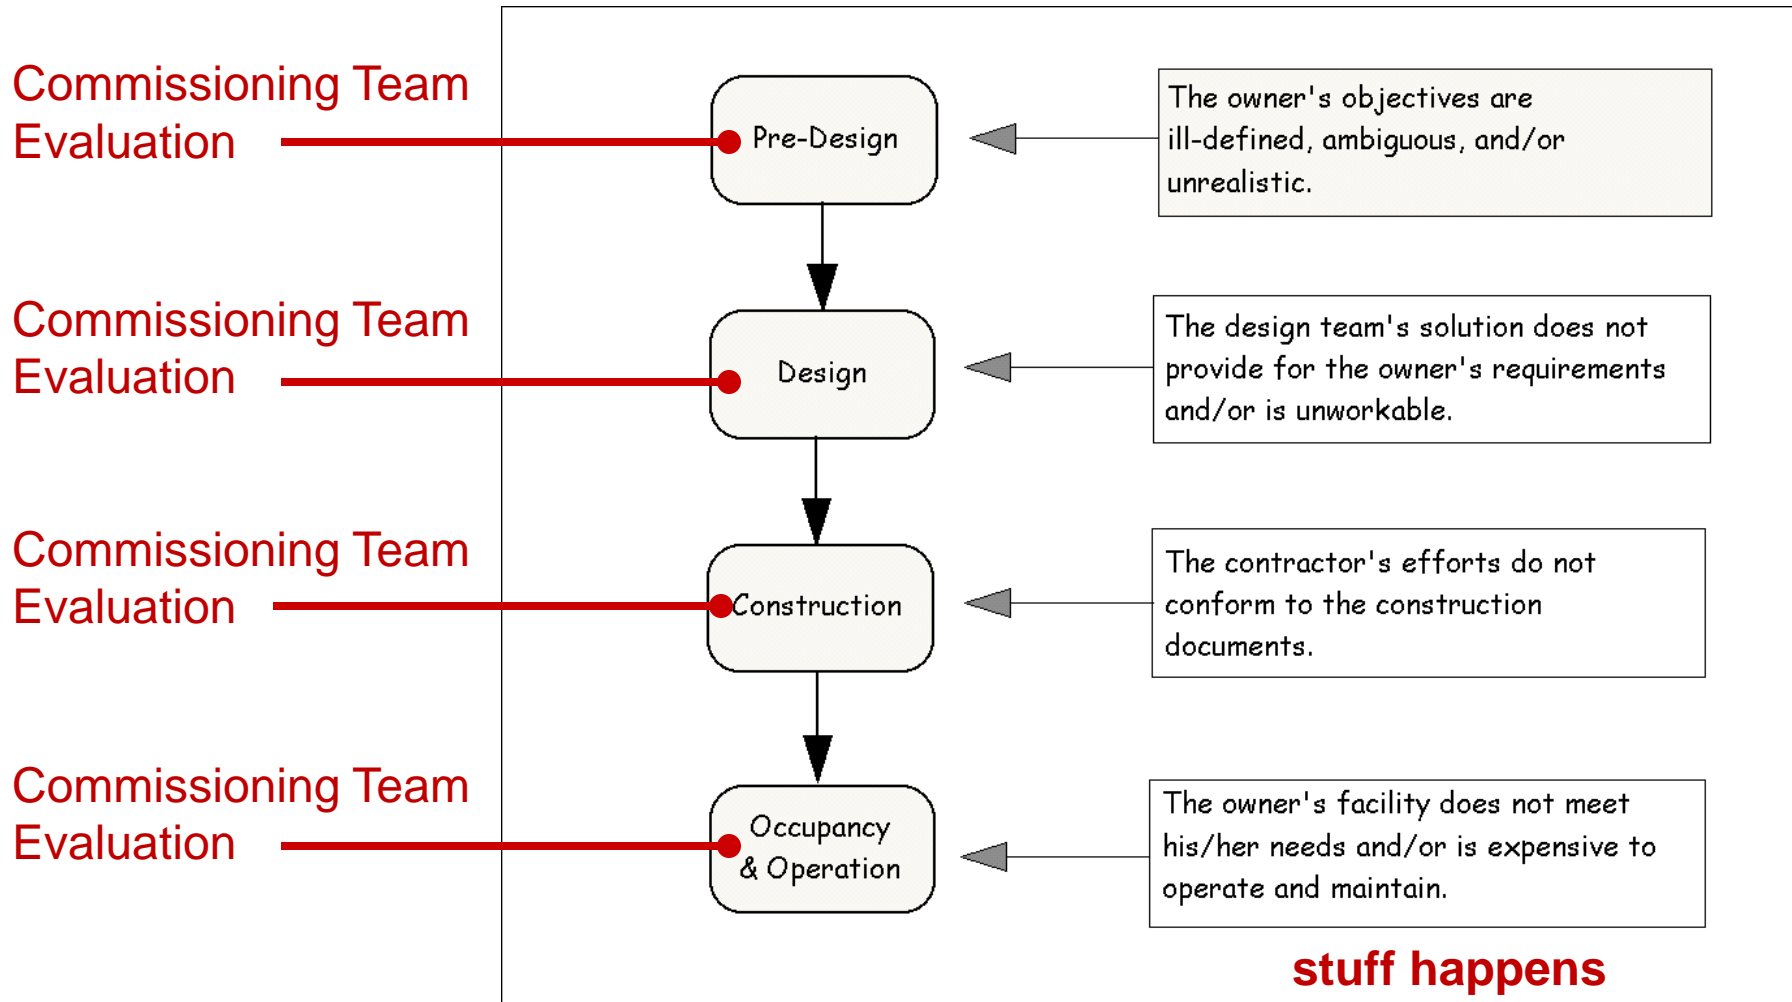 Commissioning Team
Evaluation
Pre-Design
The owner's objectives are
ill-defined, ambiguous, and/or
unrealistic.
Commissioning Team
Evaluation
Design
The design team's solution does not
provide for the owner's requirements
and/or is unworkable.
Commissioning Team
Evaluation
Construction
The contractor's efforts do not
conform to the construction
documents.
Commissioning Team
Evaluation
Occupancy
& Operation
The owner's facility does not meet
his/her needs and/or is expensive to
operate and maintain.
stuff happens